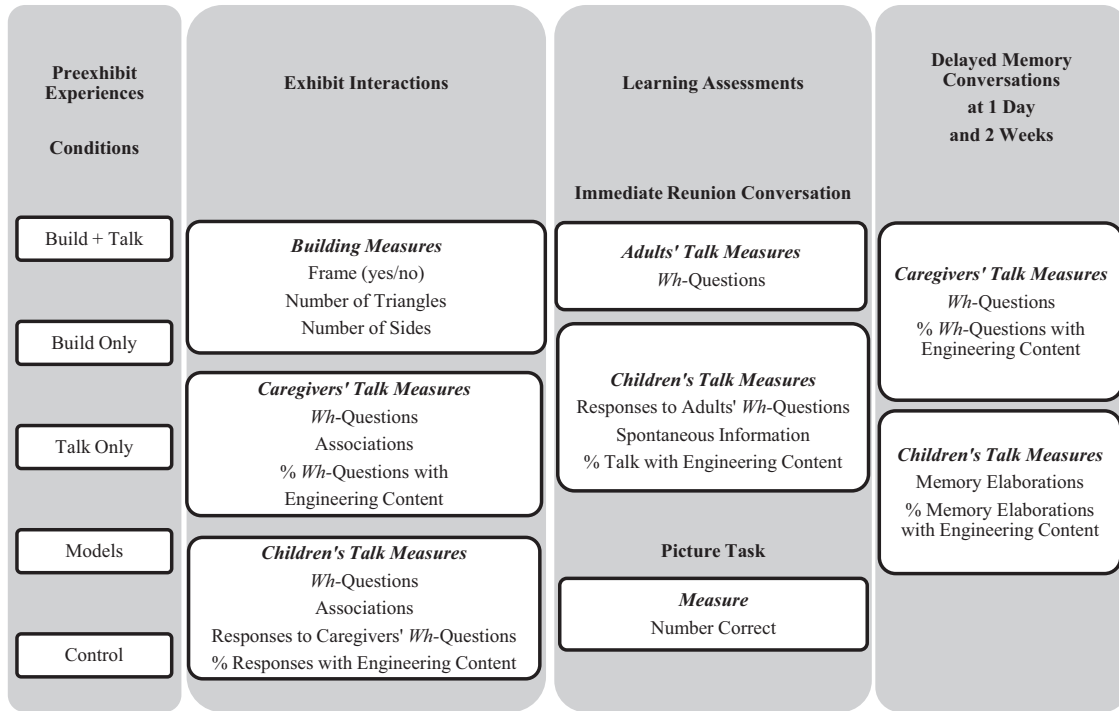 Preexhibit
Experiences
Conditions
Build + Talk
Build Only
Talk Only
Models
Control
Exhibit Interactions
Building Measures
Frame (yes/no)
Number of Triangles
Number of Sides
Caregivers' Talk Measures
Wh-Questions
Associations
% Wh-Questions with
Engineering Content
Children's Talk Measures
Wh-Questions
Associations
Responses to Caregivers' Wh-Questions
% Responses with Engineering Content
Learning Assessments
Immediate Reunion Conversation
Adults' Talk Measures
Wh-Questions
Children's Talk Measures
Responses to Adults' Wh-Questions
Spontaneous Information
% Talk with Engineering Content
Picture Task
Measure
Number Correct
Delayed Memory
Conversations
at 1 Day
and 2 Weeks
Caregivers' Talk Measures
Wh-Questions
% Wh-Questions with
Engineering Content
Children's Talk Measures
Memory Elaborations
% Memory Elaborations
with Engineering Content